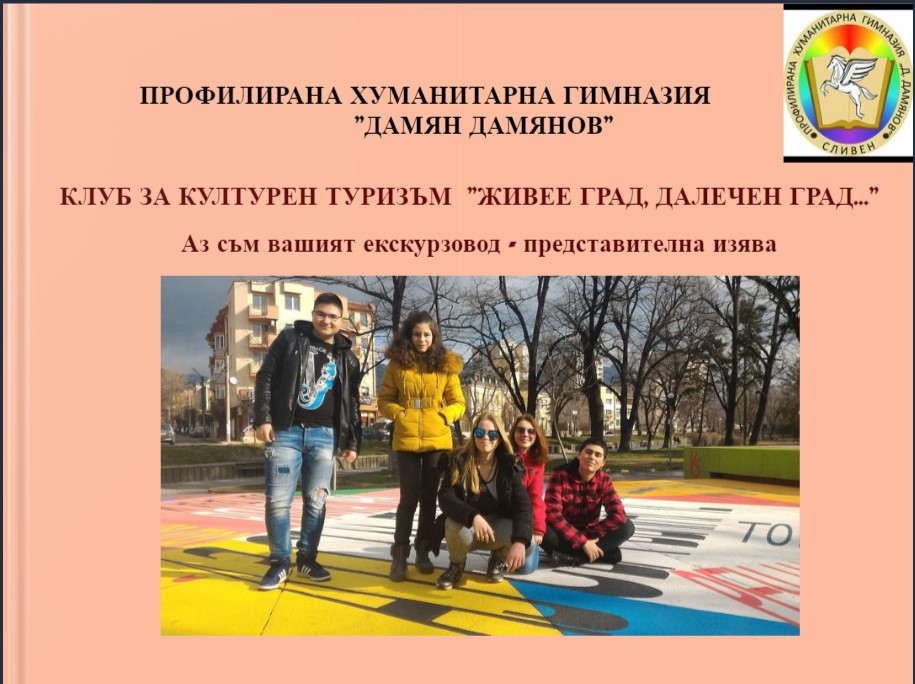 ПРОФИЛИРАНА ХУМАНИТАРНА ГИМНАЗИЯ
"ДАМЯН ДАМЯНОВ"
ПРОФИЛИРАНА ХУМАНИТАРНА ГИМНАЗИЯ „Д. ДАМЯНОВ"
СЛИВЕН
КЛУБ ЗА КУЛТУРЕН ТУРИЗЪМ "ЖИВЕЕ ГРАД, ДАЛЕЧЕН ГРАД..."
Аз съм вашият екскурзовод - представителна изява
ТО